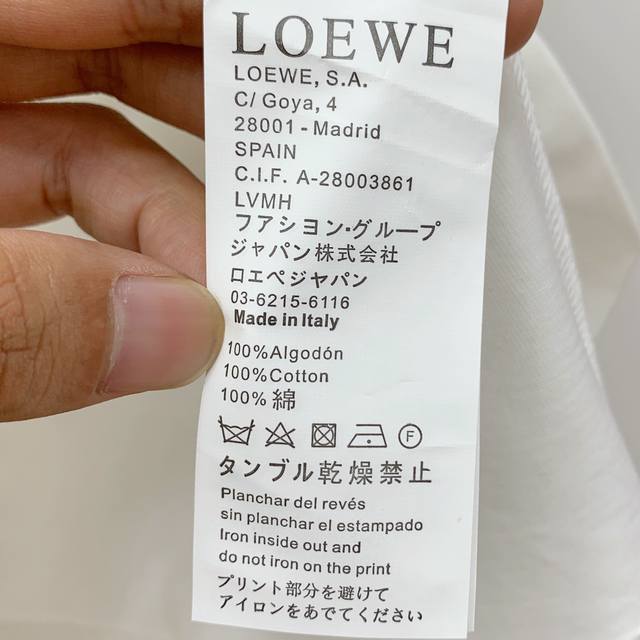 LOEWE
LOEWE, S.A.
C/ Goya, 4
28001 - Madrid
SPAIN
C.I.F. A-28003861
LVMH
フアシヨン·グループ
ジャパン株式会社
ロエペジヤパン
03-6215-6116
Made in Italy
100%Algodón
100%Cotton
100% 綿
F
タンブル乾燥禁止
Planchar del revés
sin planchar el estampado
Iron inside out and
do not iron on the print
プリント部分を避けて
アイロンをあでてください